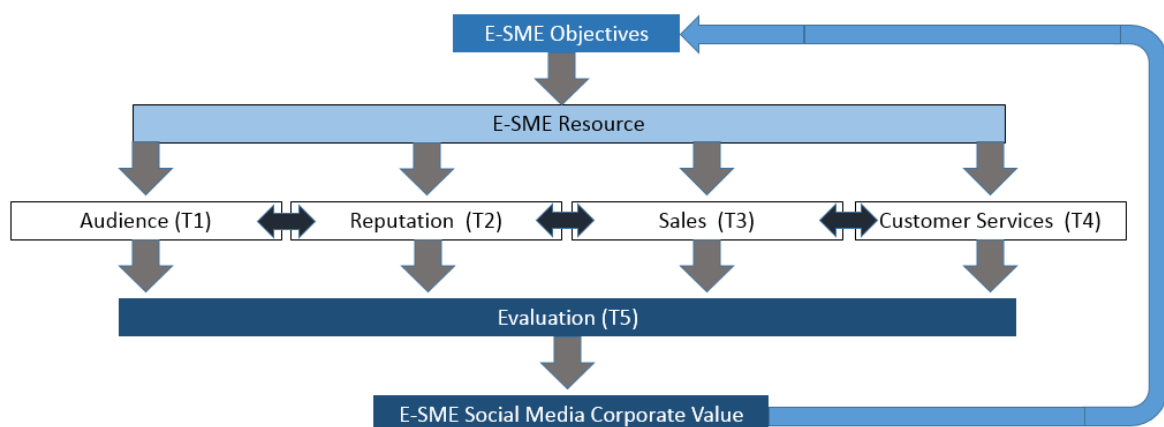 E-SME Objectives
E-SME Resource
Audience (T1)
Reputation (T2)
Sales (T3)
Customer Services (T4)
Evaluation (T5)
E-SME Social Media Corporate Value